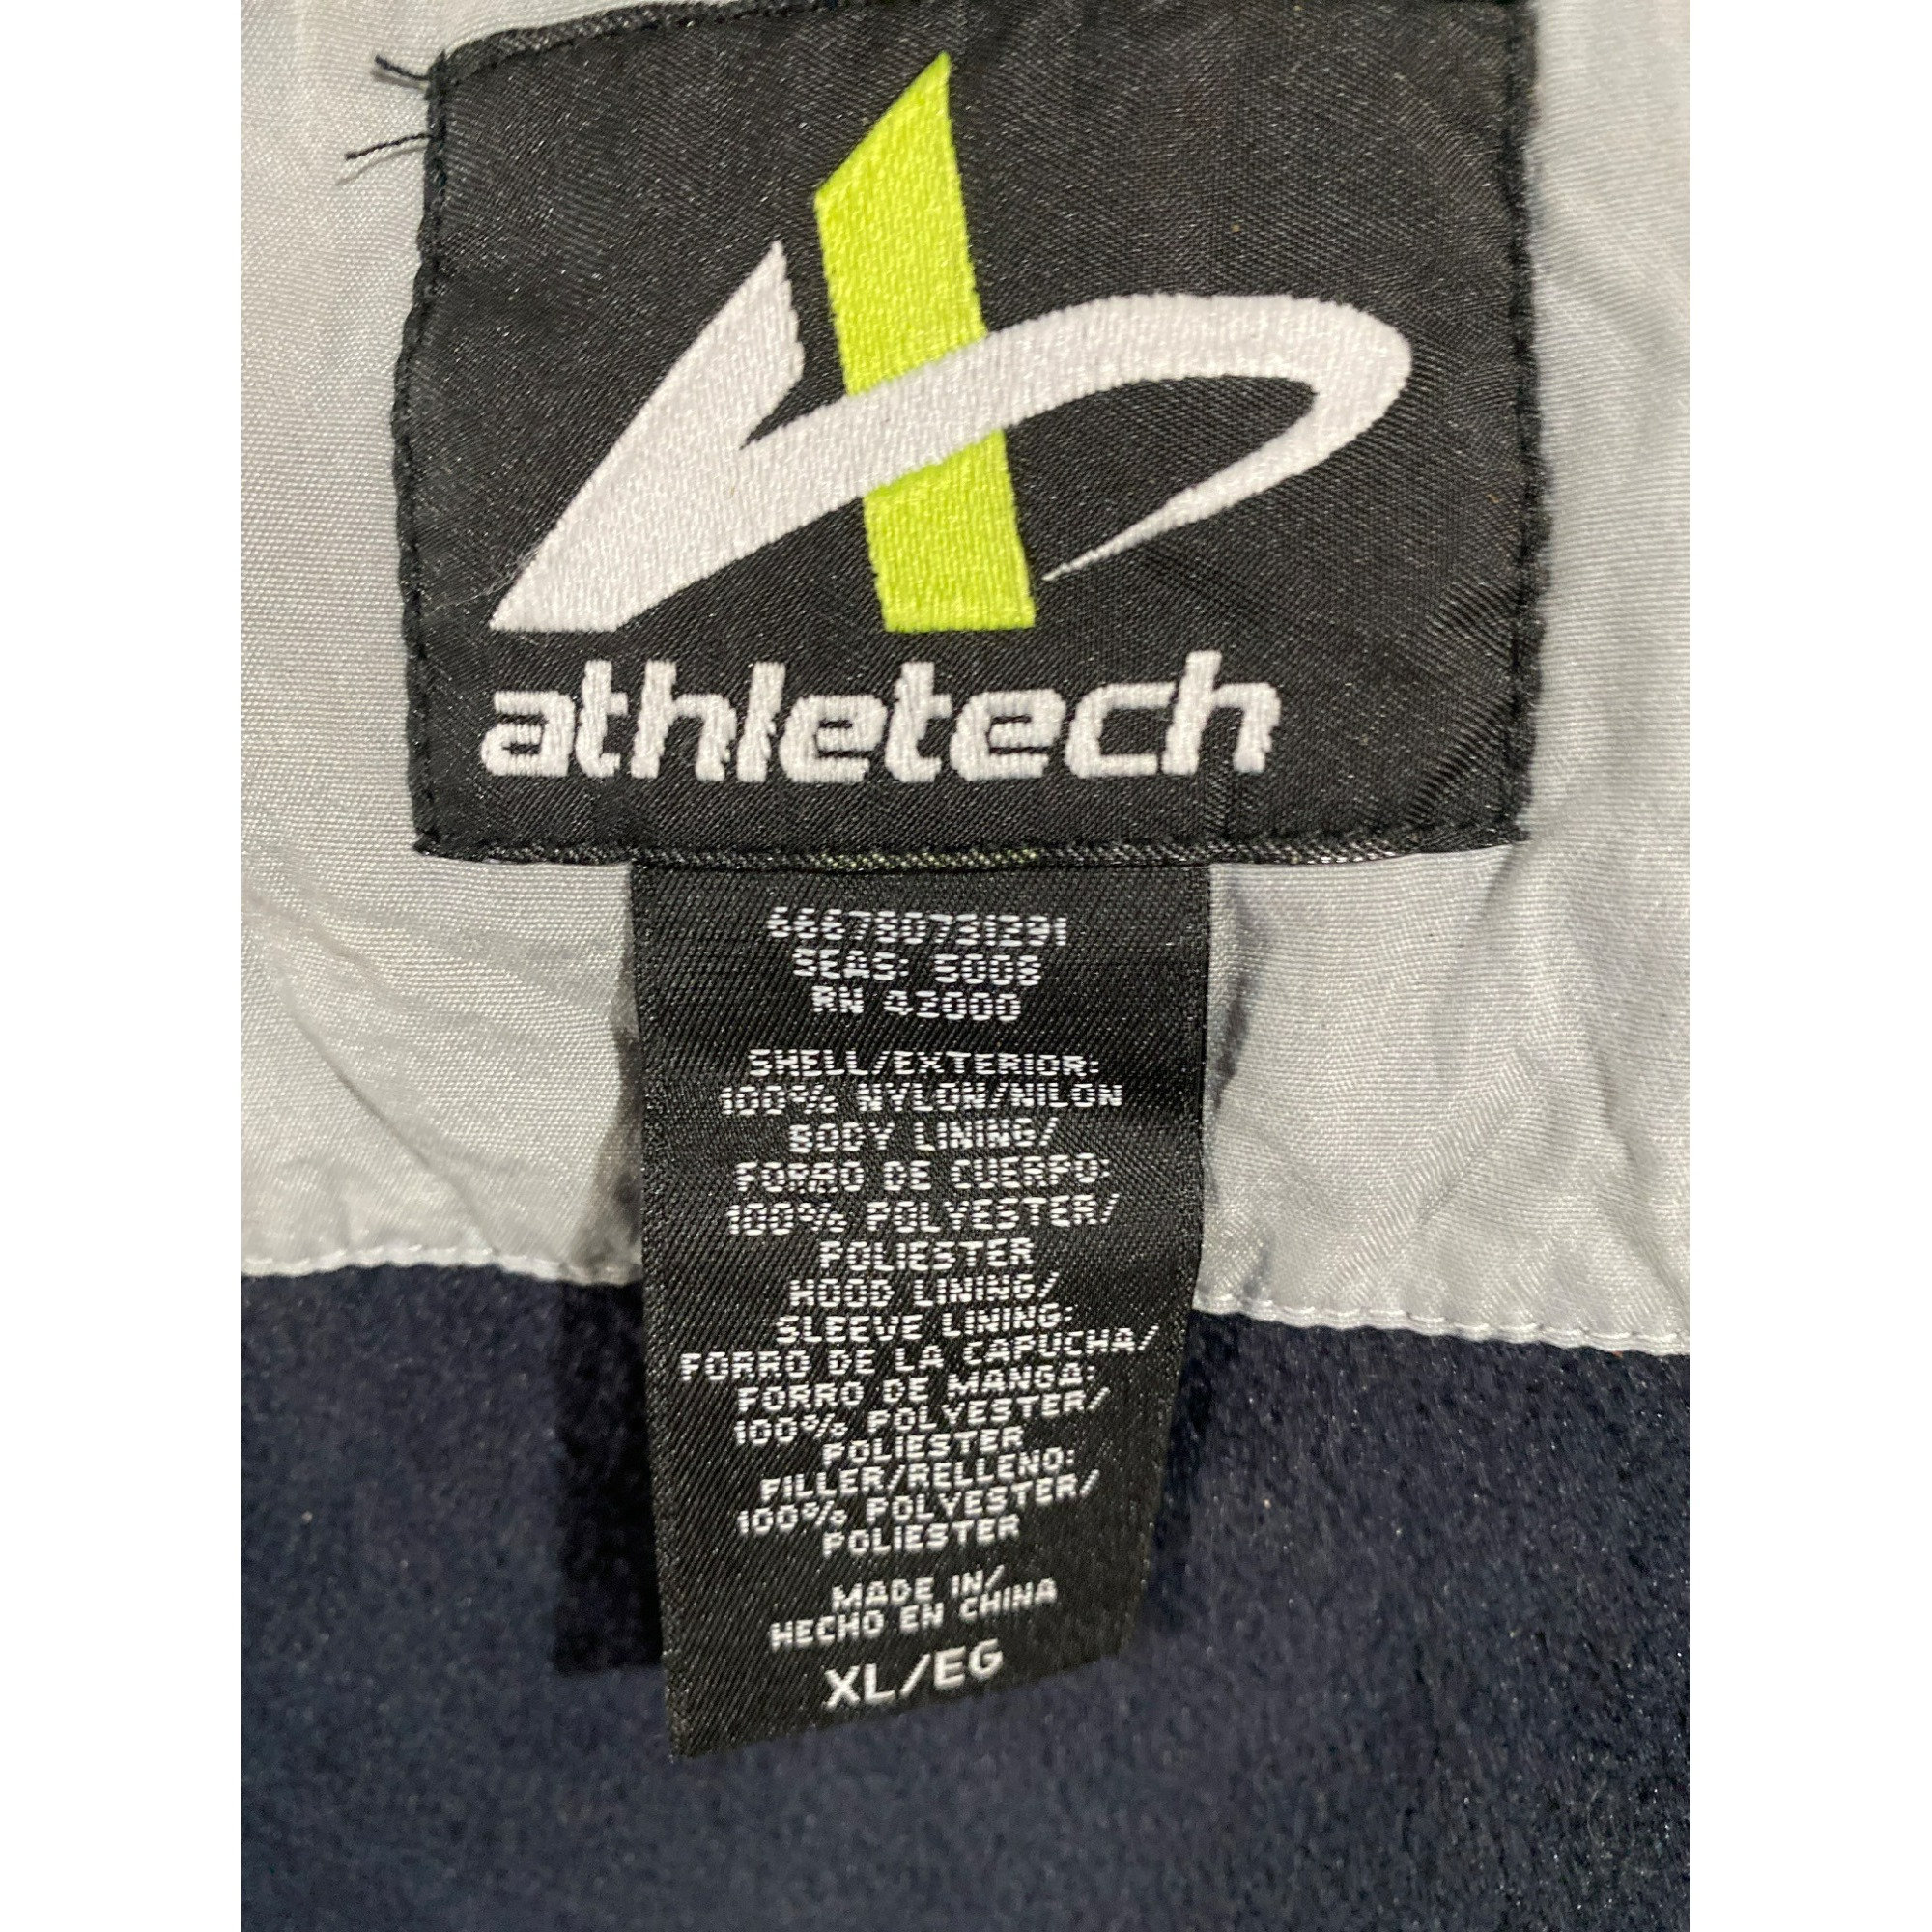 athletech
666780731291
SEAS: 5008
RN 42000
SHELL/EXTERIOR:
100% NYLON/NILON
BODY LINING/
FORRO DE CUERPO:
100% POLYESTER/
POLIESTER
HOOD LINING/
SLEEVE LINING:
FORRO DE LA CAPUCHA/
FORRO DE MANGA:
100% POLYESTER/
POLIESTER
FILLER/RELLENO:
100% POLYESTER/
POLIESTER
MADE IN/
HECHO EN CHINA
XL/EG